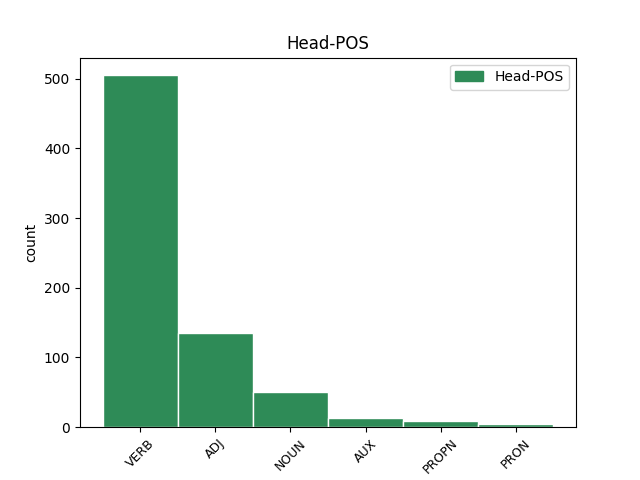 Head-POS
Head-POS
500
400
300
200
100
0
count
VERB
ADJ
NOUN
AUX
PROPN
PRON